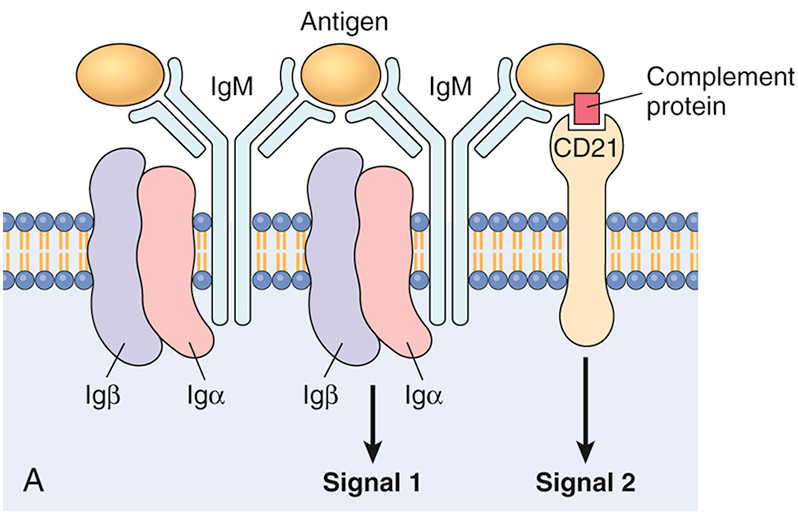 Antigen
IgM
IgM
Complement
protein
CD21
Igβ
Igα
Igβ
Igα
A
Signal 1
Signal 2